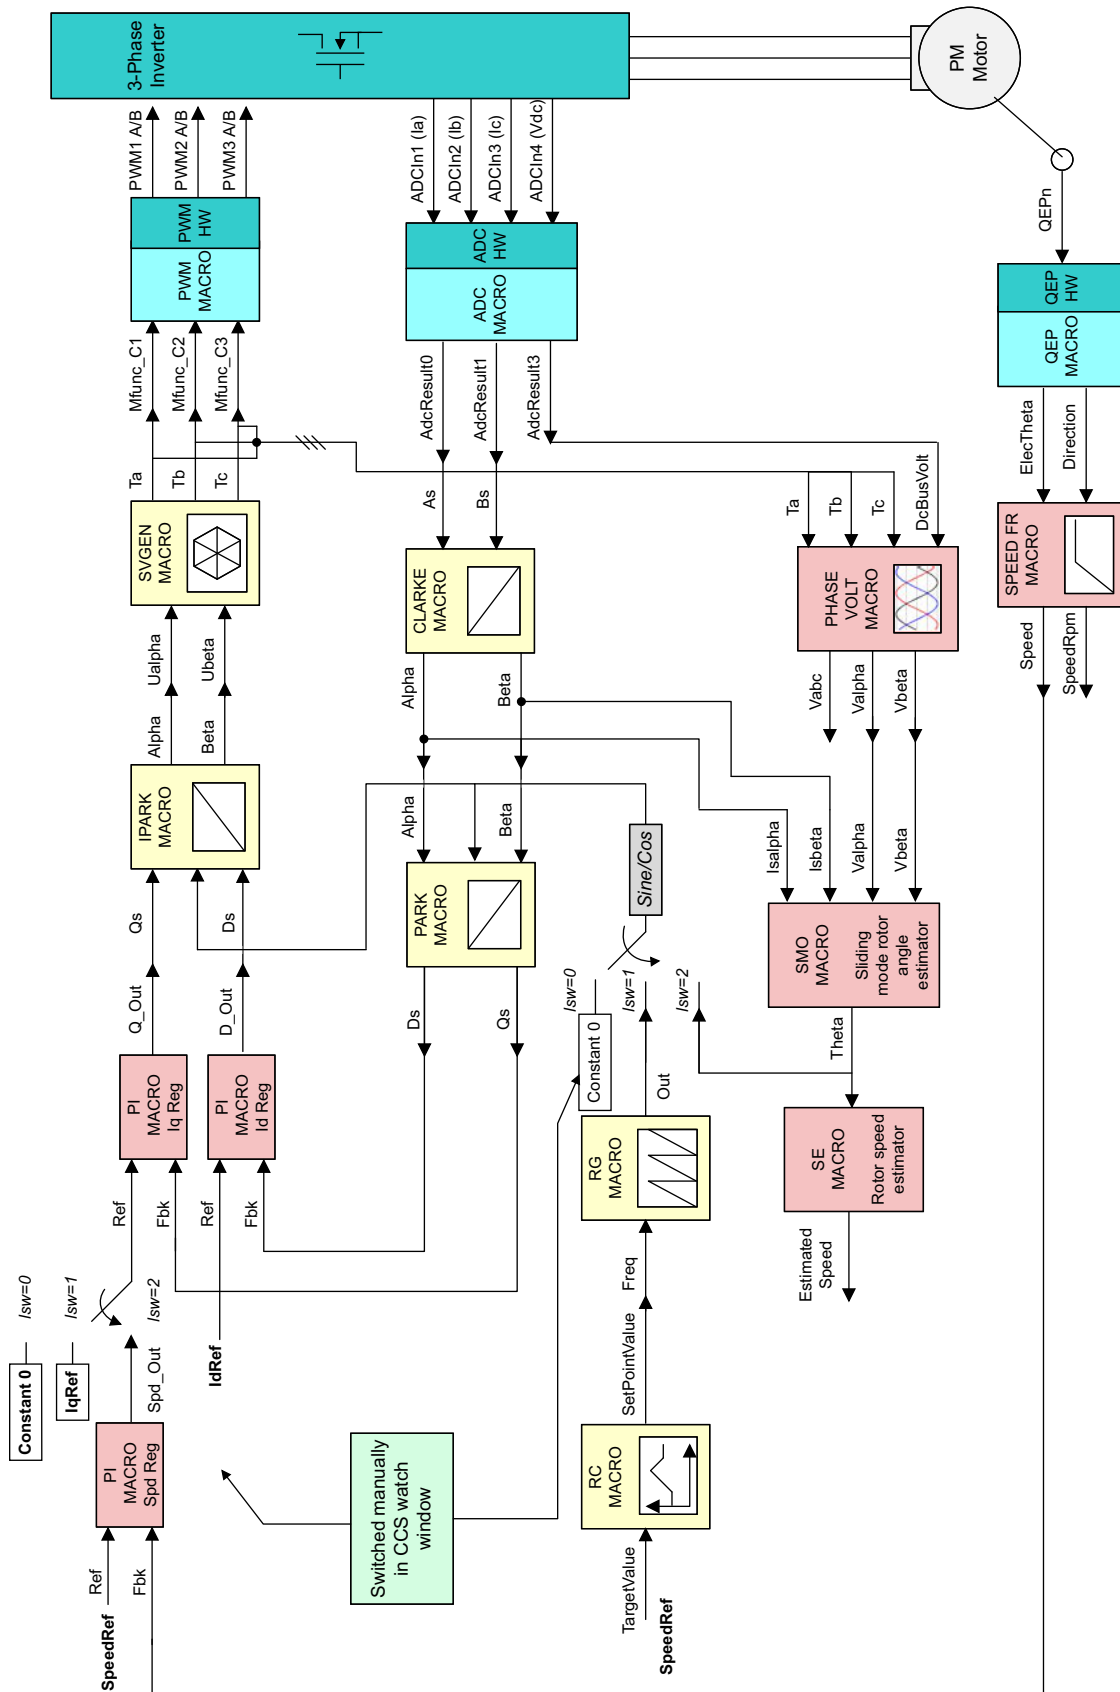 Constant 0
Isw=0
IqRef
Isw=1
Isw=2
SpeedRef
Ref
Fbk
PI
MACRO
Spd Reg
Spd_Out
Ref
Fbk
PI
MACRO
Iq Reg
Q_Out
Qs
IdRef
Ref
Fbk
PI
MACRO
Id Reg
D_Out
Ds
IPARK
MACRO
Alpha
Beta
Ualpha
Ubeta
SVGEN
MACRO
Ta
Tb
Tc
Mfunc_C1
Mfunc_C2
Mfunc_C3
PWM
MACRO
PWM
HW
PWM1 A/B
PWM2 A/B
PWM3 A/B
3-Phase
Inverter
Switched manually
in CCS watch
window
Ds
Qs
PARK
MACRO
Alpha
Beta
Alpha
Beta
CLARKE
MACRO
As
Bs
AdcResult0
AdcResult1
AdcResult3
ADC
MACRO
ADC
HW
ADCIn1 (Ia)
ADCIn2 (Ib)
ADCIn3 (Ic)
ADCIn4 (Vdc)
TargetValue
SpeedRef
RC
MACRO
SetPointValue
Freq
RG
MACRO
Out
Constant 0
Isw=0
Isw=1
Isw=2
Sine/Cos
Estimated
Speed
SE
MACRO
Rotor speed
estimator
Theta
SMO
MACRO
Sliding
mode rotor
angle
estimator
Isalpha
Isbeta
Valpha
Vbeta
Vabc
Valpha
Vbeta
PHASE
VOLT
MACRO
Ta
Tb
Tc
DcBusVolt
Speed
SpeedRpm
SPEED FR
MACRO
ElecTheta
Direction
QEP
MACRO
QEP
HW
QEPn
PM
Motor